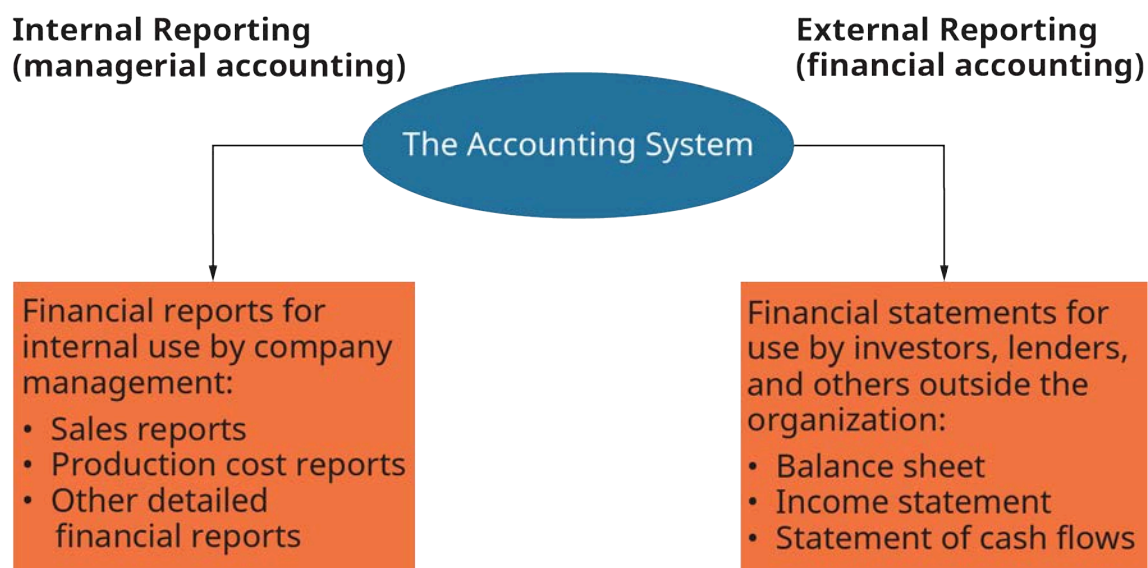 Internal Reporting
(managerial accounting)
External Reporting
(financial accounting)
The Accounting System
Financial reports for
internal use by company
management:
• Sales reports
• Production cost reports
• Other detailed
financial reports
Financial statements for
use by investors, lenders,
and others outside the
organization:
• Balance sheet
• Income statement
• Statement of cash flows